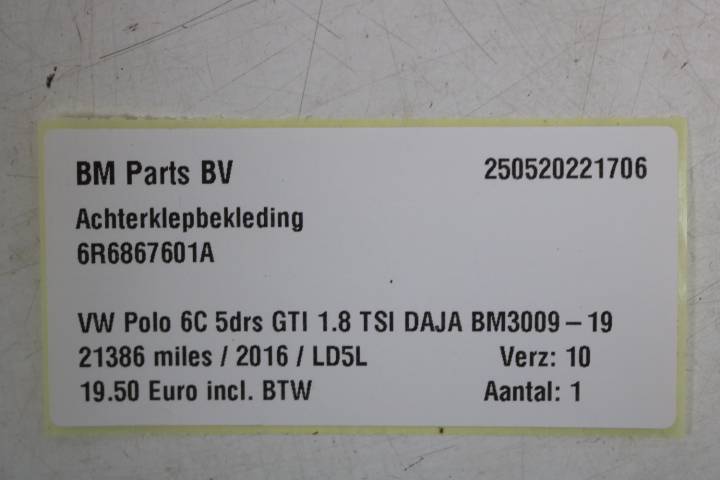 BM Parts BV 250520221706
Achterklepbekleding
6R6867601A
VW Polo 6C 5drs GTI 1.8 TSI DAJA BM3009 – 19
21386 miles / 2016 / LD5L Verz: 10
19.50 Euro incl. BTW Aantal: 1